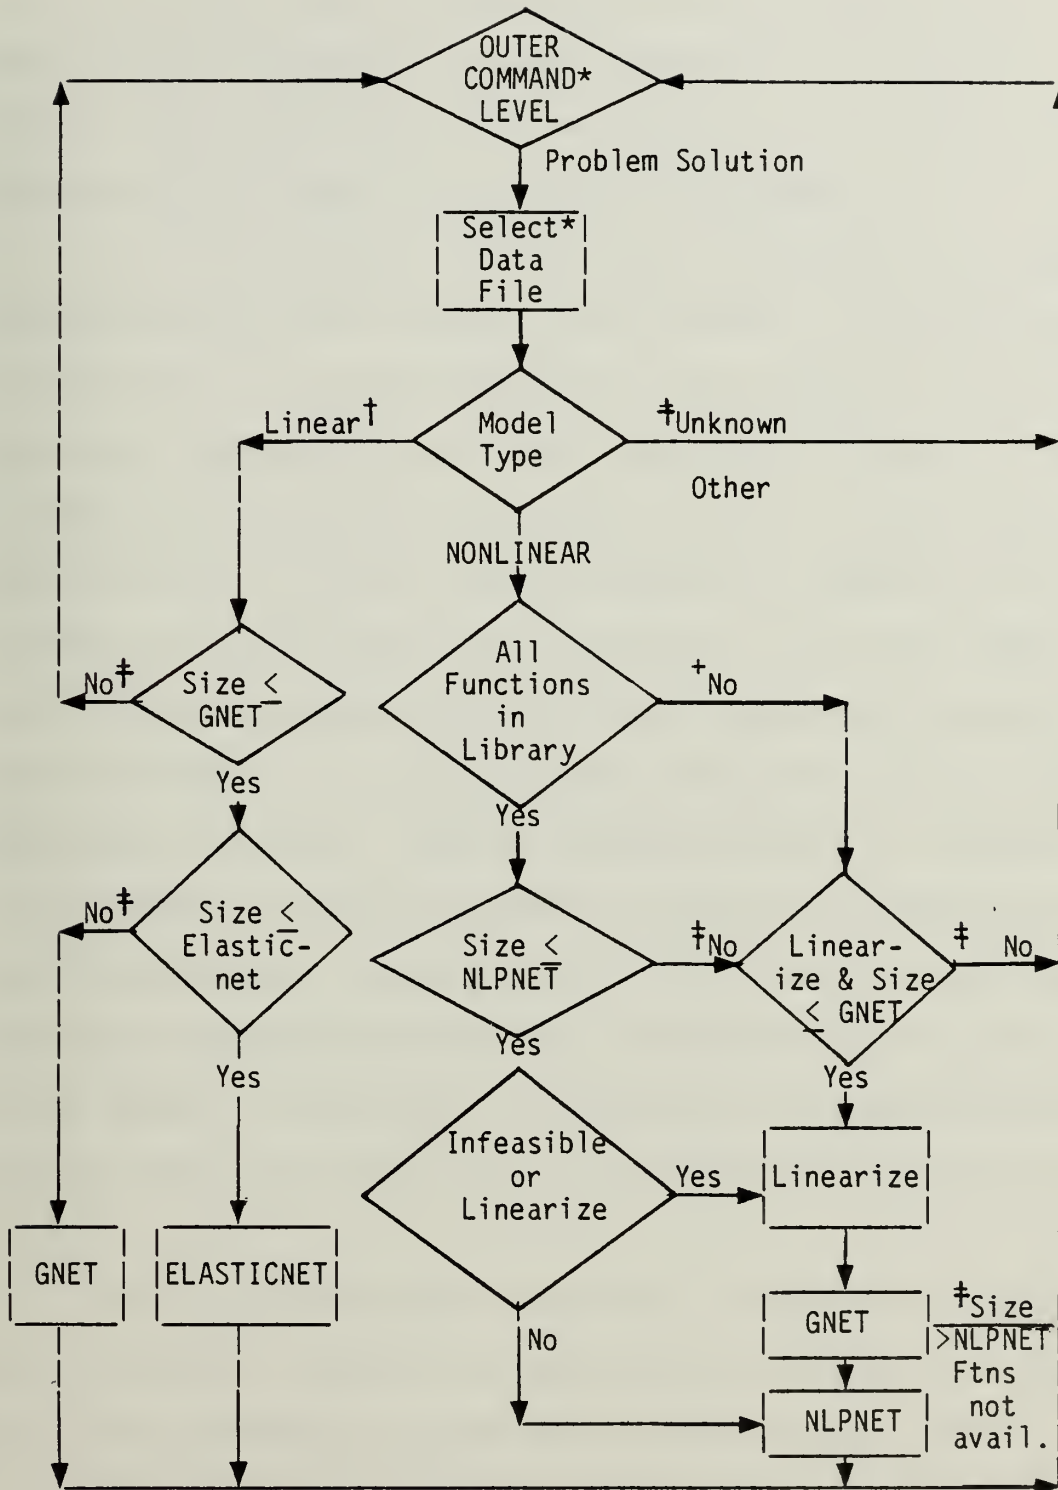 OUTER
COMMAND*
LEVEL
Problem Solution
Select*
Data
File
Linear†
Model
Type
‡Unknown
Other
NONLINEAR
No‡
Size ≤
GNET
All
Functions
in
Library
+No
Yes
Yes
No‡
Size ≤
Elastic-
net
Size ≤
NLPNET
‡No
Linear-
ize & Size
≤ GNET
‡ No
Yes
Yes
Yes
Infeasible
or
Linearize
Yes
Linearize
GNET
ELASTICNET
No
GNET
‡Size
>NLPNET
Ftns
not
avail.
NLPNET